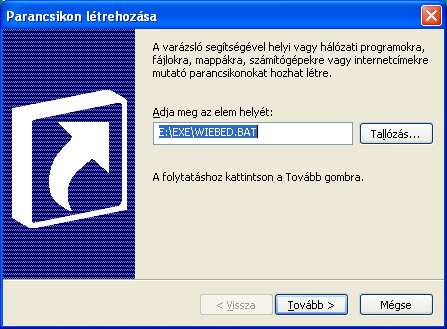 Parancsikon létrehozása
A varázsló segítségével helyi vagy hálózati programokra,
fájlokra, mappákra, számítógépekre vagy internetcímekre
mutató parancsikonokat hozhat létre.
Adja meg az elem helyét:
E:\EXE\WIEBED.BAT
Tallózás...
A folytatáshoz kattintson a Tovább gombra.
< Vissza
Tovább >
Mégse